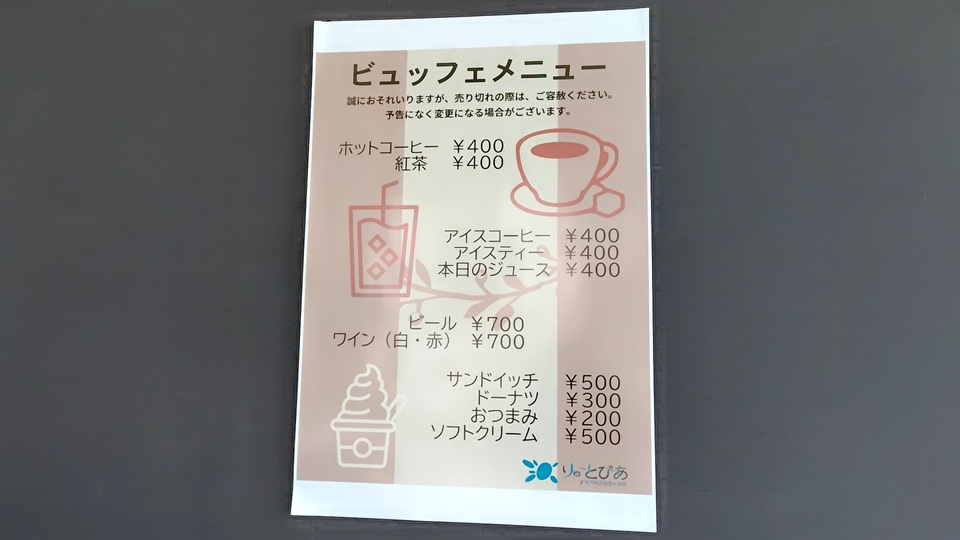 ビュッフェメニュー
誠におそれいりますが、売り切れの際は、ご容赦ください。
予告になく変更になる場合がございます。
ホットコーヒー ￥400
紅茶 ￥400
アイスコーヒー ￥400
アイスティー ￥400
本日のジュース ￥400
ビール ￥700
ワイン（白・赤） ￥700
サンドイッチ ￥500
ドーナツ ￥300
おつまみ ￥200
ソフトクリーム ￥500
りゅーとぴあ